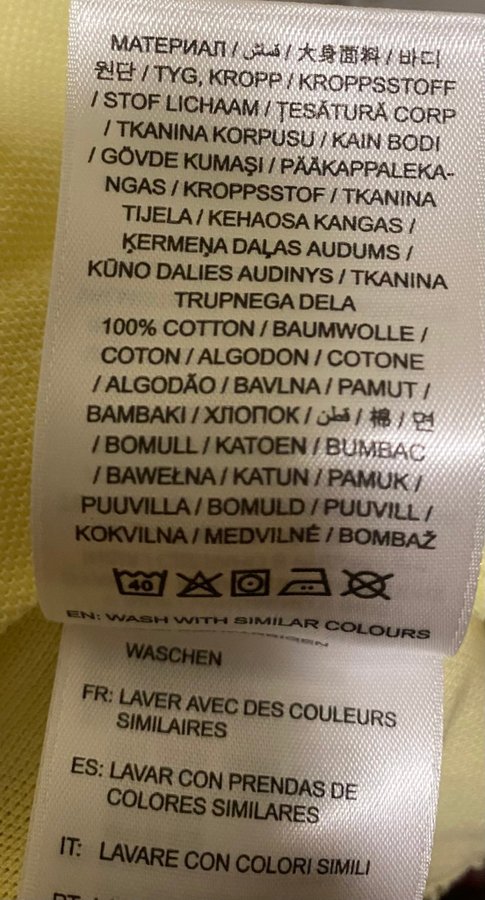 МАТЕРИАЛ / قماش / 大身面料 / 바디
원단 / TYG, KROPP / KROPPSSTOFF
/ STOF LICHAAM / ŢESĂTURĂ CORP
/ TKANINA KORPUSU / KAIN BODI
/ GÖVDE KUMAŞI / PÄÄKAPPALEKA-
NGAS / KROPPSSTOF / TKANINA
TIJELA / KEHAOSA KANGAS /
ĶERMEŅA DAĻAS AUDUMS /
KŪNO DALIES AUDINYS / TKANINA
TRUPNEGA DELA
100% COTTON / BAUMWOLLE /
COTON / ALGODON / COTONE
/ ALGODÃO / BAVLNA / PAMUT /
BAMBAKI / ХЛОПОК / قطن / 棉 / 면
/ BOMULL / KATOEN / BUMBAC
/ BAWEŁNA / KATUN / PAMUK /
PUUVILLA / BOMULD / PUUVILL /
KOKVILNA / MEDVILNĖ / BOMBAŽ
40
EN: WASH WITH SIMILAR COLOURS
WASCHEN
FR: LAVER AVEC DES COULEURS
SIMILAIRES
ES: LAVAR CON PRENDAS DE
COLORES SIMILARES
IT: LAVARE CON COLORI SIMILI